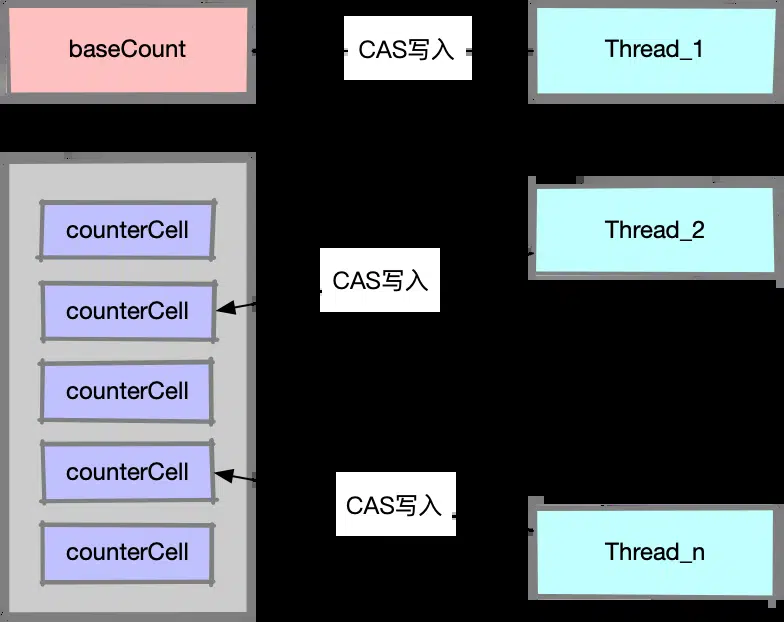 baseCount
CAS写入
Thread_1
counterCell
Thread_2
CAS写入
counterCell
counterCell
counterCell
CAS写入
counterCell
Thread_n